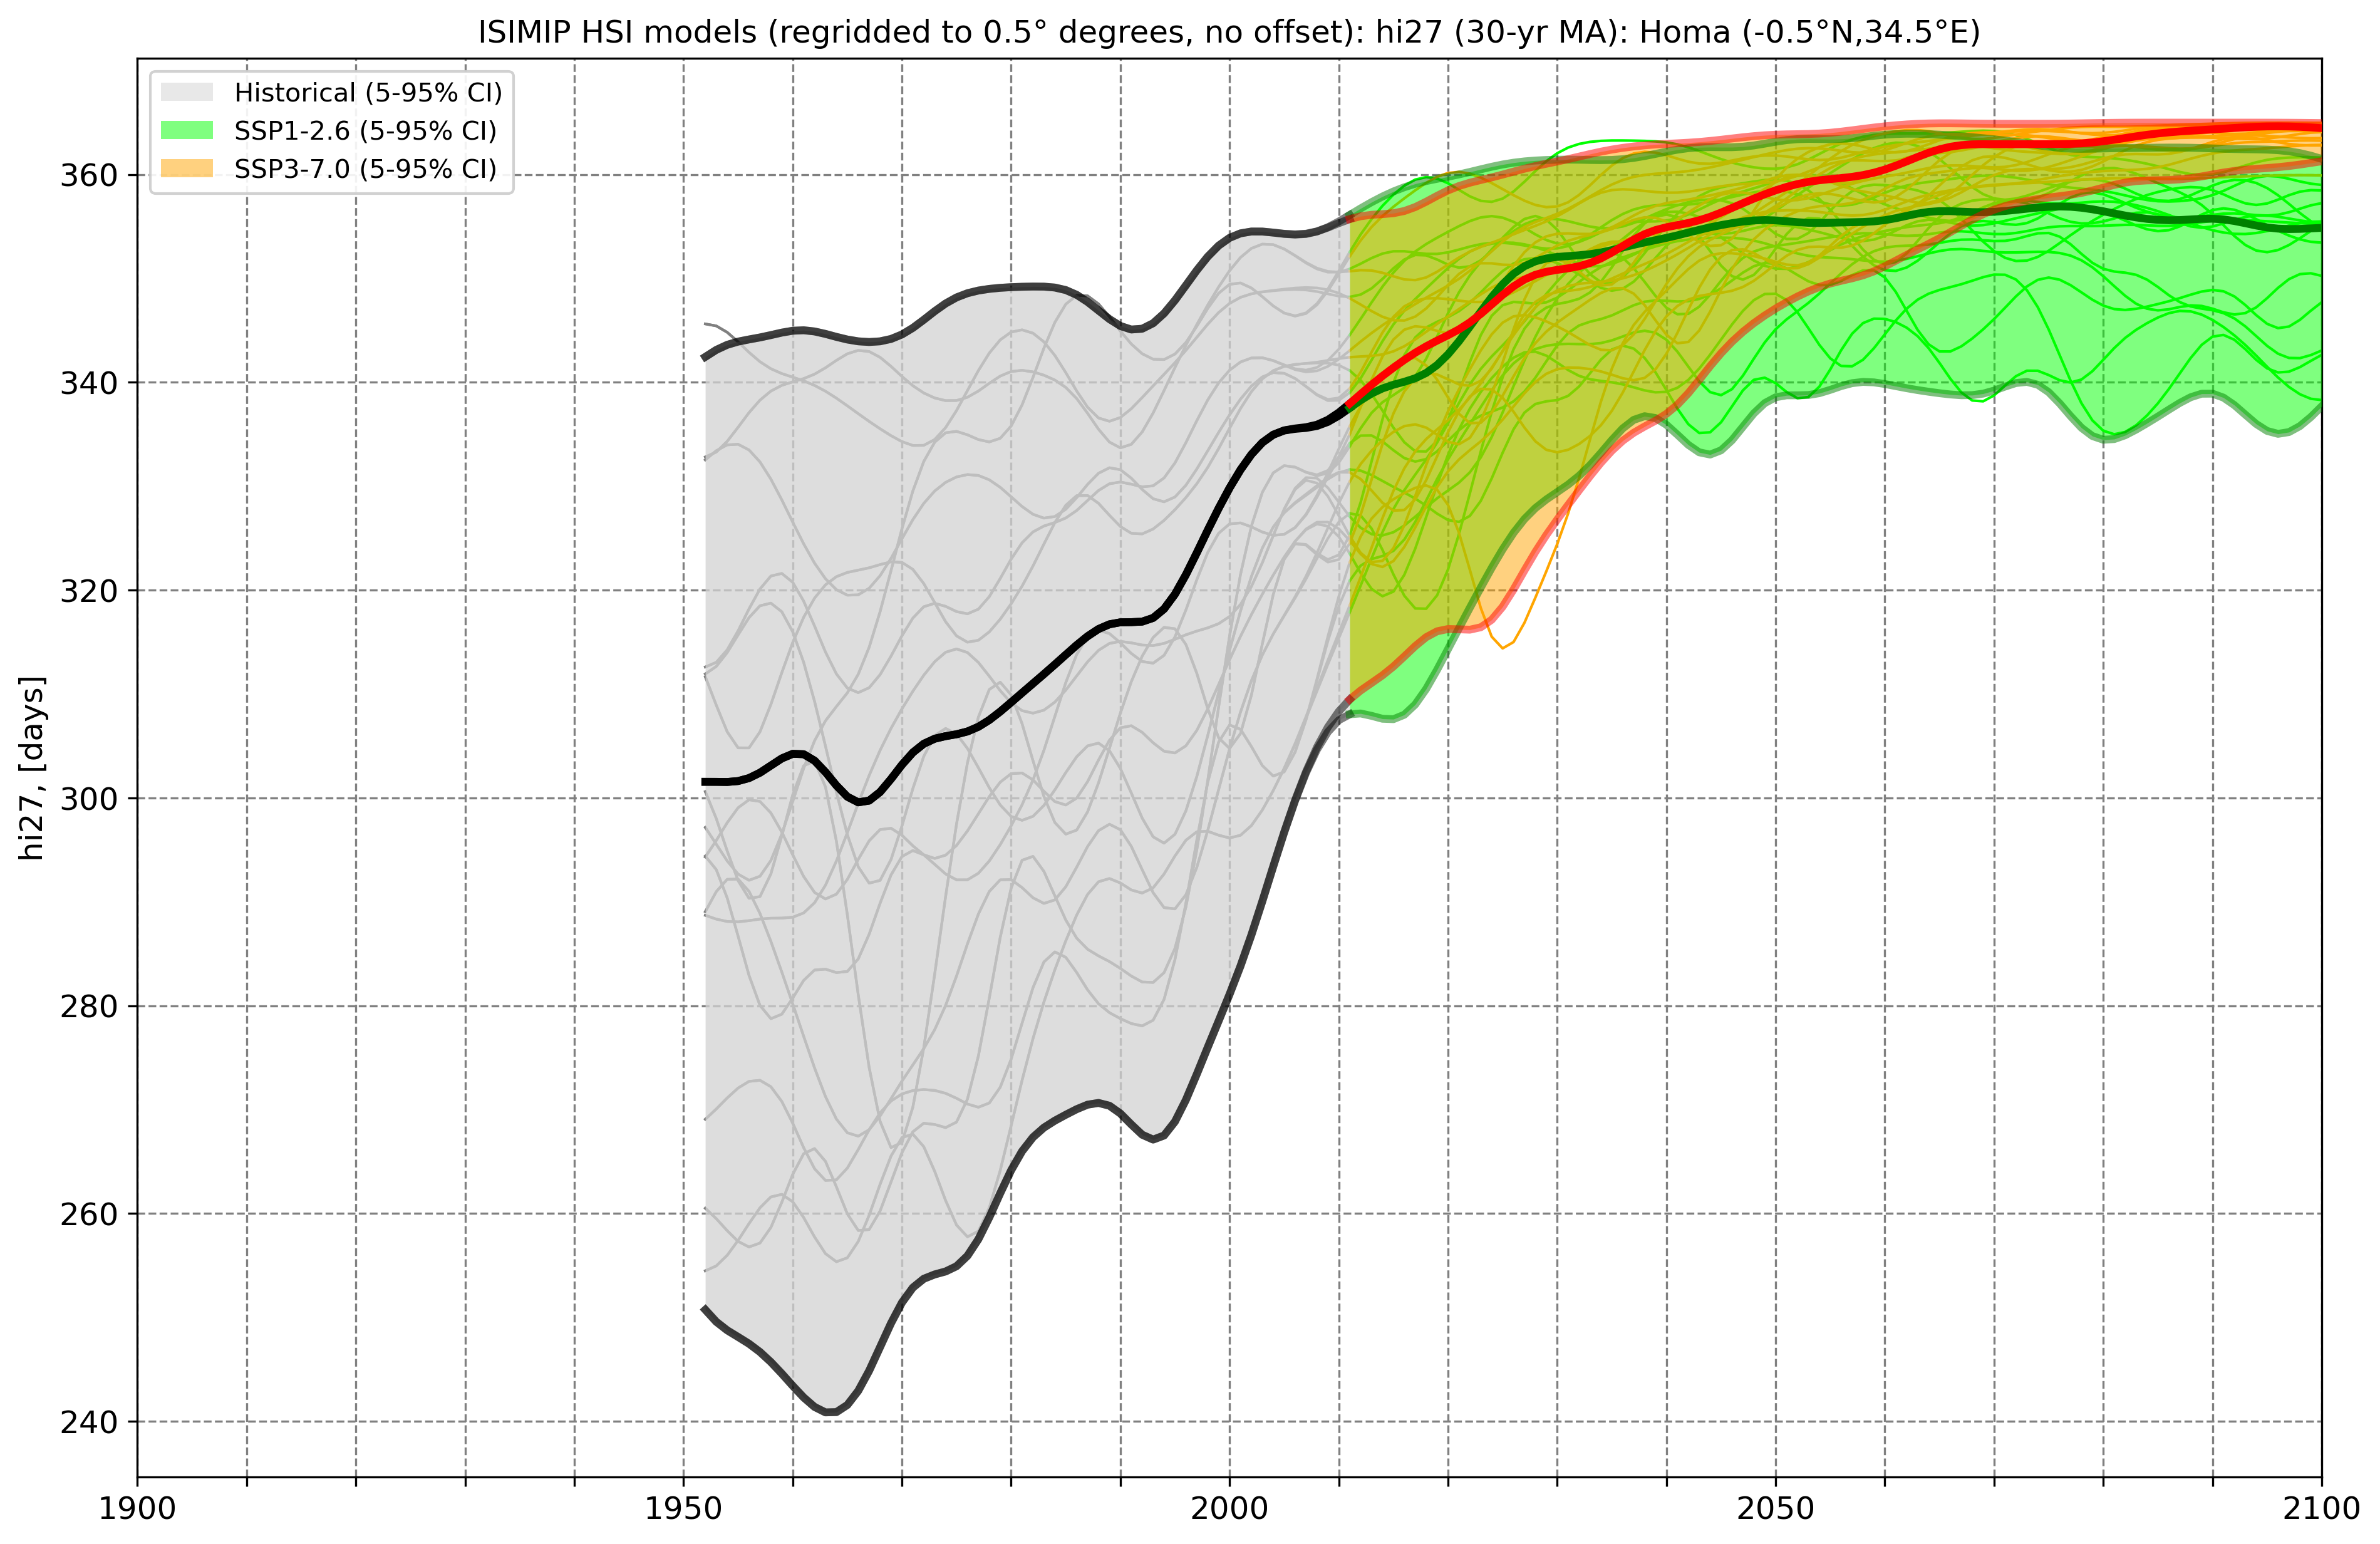 ISIMIP HSI models (regridded to 0.5° degrees, no offset): hi27 (30-yr MA): Homa (-0.5°N,34.5°E)
Historical (5-95% CI)
SSP1-2.6 (5-95% CI)
SSP3-7.0 (5-95% CI)
hi27, [days]
360
340
320
300
280
260
240
1900
1950
2000
2050
2100